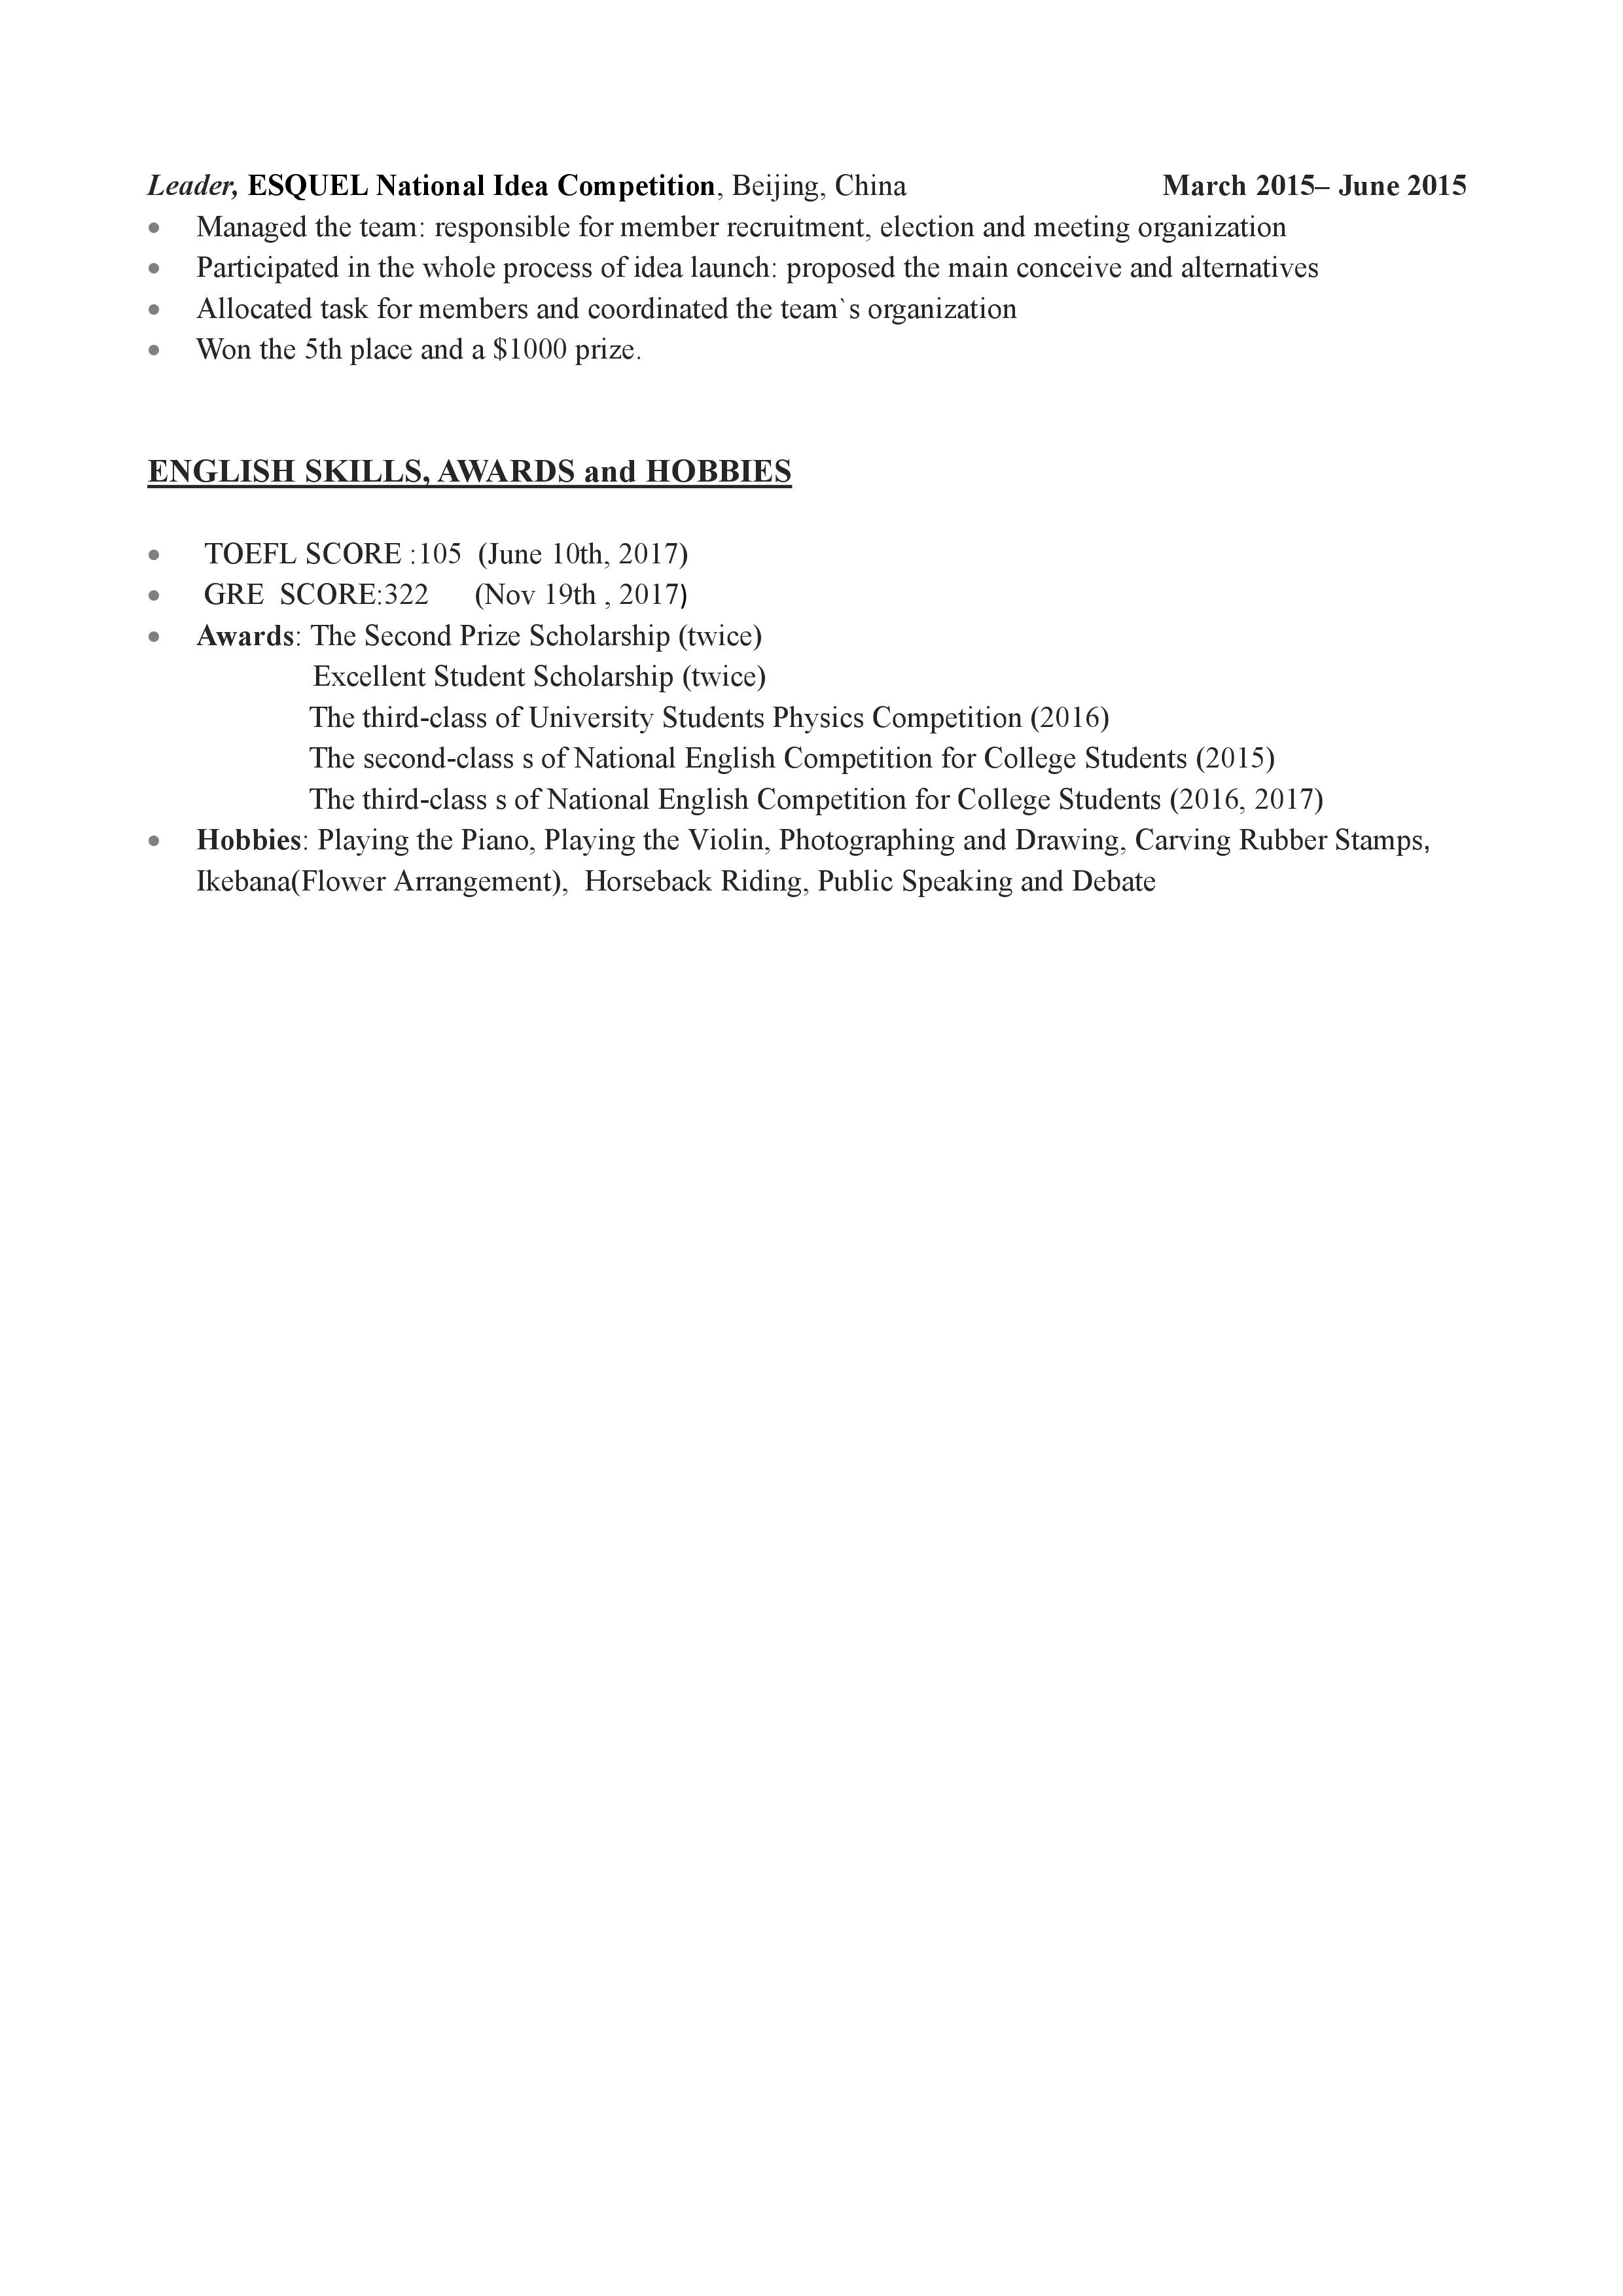 Leader, ESQUEL National Idea Competition, Beijing, China March 2015– June 2015
• Managed the team: responsible for member recruitment, election and meeting organization
• Participated in the whole process of idea launch: proposed the main conceive and alternatives
• Allocated task for members and coordinated the team`s organization
• Won the 5th place and a $1000 prize.
ENGLISH SKILLS, AWARDS and HOBBIES
• TOEFL SCORE :105 (June 10th, 2017)
• GRE SCORE:322 (Nov 19th , 2017)
• Awards: The Second Prize Scholarship (twice)
Excellent Student Scholarship (twice)
The third-class of University Students Physics Competition (2016)
The second-class s of National English Competition for College Students (2015)
The third-class s of National English Competition for College Students (2016, 2017)
• Hobbies: Playing the Piano, Playing the Violin, Photographing and Drawing, Carving Rubber Stamps,
Ikebana(Flower Arrangement), Horseback Riding, Public Speaking and Debate